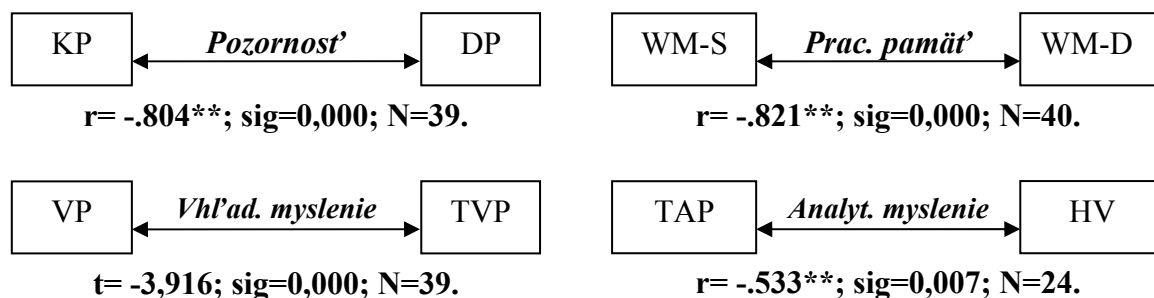 KP Pozornosť DP
r= -.804**; sig=0,000; N=39.
WM-S Prac. pamäť WM-D
r= -.821**; sig=0,000; N=40.
VP Vhľad. myslenie TVP
t= -3,916; sig=0,000; N=39.
TAP Analyt. myslenie HV
r= -.533**; sig=0,007; N=24.